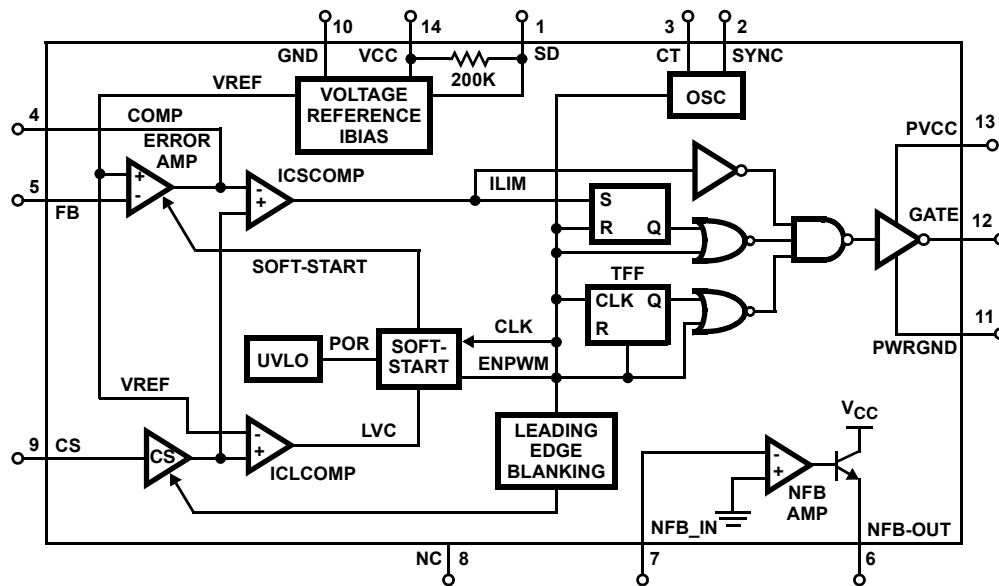 10
14
1
3
2
GND
VCC
SD
CT
SYNC
200K
VREF
VOLTAGE
REFERENCE
IBIAS
OSC
4
COMP
PVCC
13
ERROR
AMP
+
-
5
FB
ICSCOMP
-
+
ILIM
S
R
Q
GATE
12
SOFT-START
TFF
CLK
Q
R
11
PWRGND
CLK
UVLO
POR
SOFT-
START
ENPWM
VREF
VCC
9
CS
CS
-
+
LVC
ICLCOMP
LEADING
EDGE
BLANKING
-
+
NFB
AMP
NFB_IN
NFB-OUT
NC
8
7
6